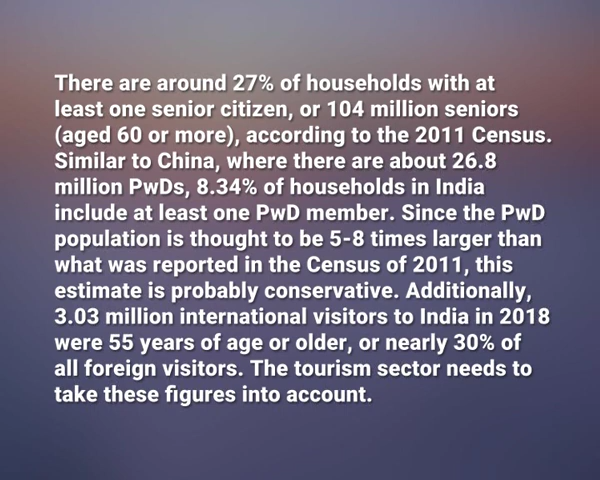 There are around 27% of households with at
least one senior citizen, or 104 million seniors
(aged 60 or more), according to the 2011 Census.
Similar to China, where there are about 26.8
million PwDs, 8.34% of households in India
include at least one PwD member. Since the PwD
population is thought to be 5-8 times larger than
what was reported in the Census of 2011, this
estimate is probably conservative. Additionally,
3.03 million international visitors to India in 2018
were 55 years of age or older, or nearly 30% of
all foreign visitors. The tourism sector needs to
take these figures into account.